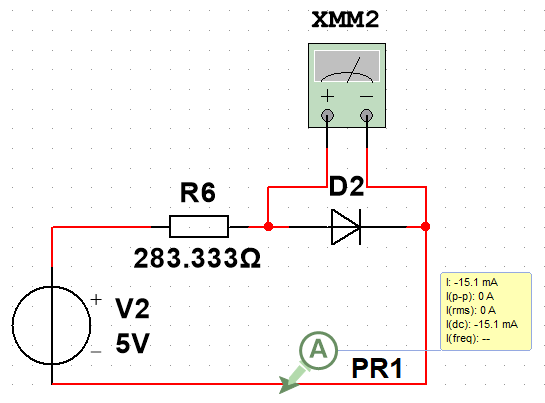 XMM2
+ −
D2
R6
283.333Ω
+
V2
5V
−
A
PR1
I: -15.1 mA
I(p-p): 0 A
I(rms): 0 A
I(dc): -15.1 mA
I(freq): --